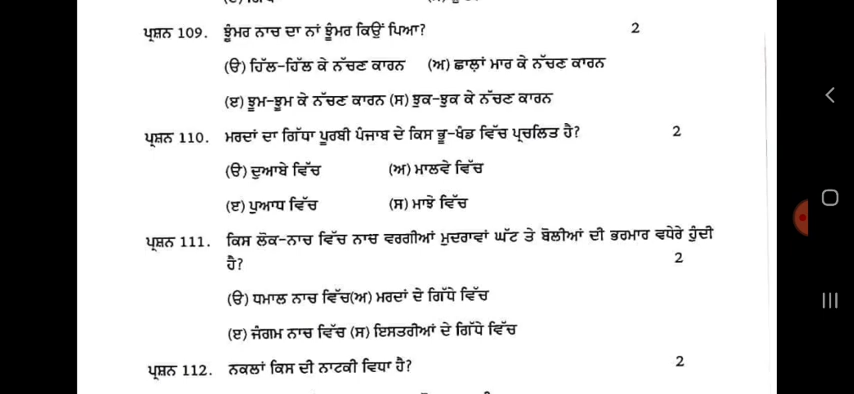 ਪ੍ਰਸ਼ਨ 109. ਝੂੰਮਰ ਨਾਚ ਦਾ ਨਾਂ ਝੂੰਮਰ ਕਿਉਂ ਪਿਆ? 2
(ੳ) ਹਿੱਲ-ਹਿੱਲ ਕੇ ਨੱਚਣ ਕਾਰਨ (ਅ) ਛਾਲਾਂ ਮਾਰ ਕੇ ਨੱਚਣ ਕਾਰਨ
(ੲ) ਝੂਮ-ਝੂਮ ਕੇ ਨੱਚਣ ਕਾਰਨ (ਸ) ਝੁਕ-ਝੁਕ ਕੇ ਨੱਚਣ ਕਾਰਨ
ਪ੍ਰਸ਼ਨ 110. ਮਰਦਾਂ ਦਾ ਗਿੱਧਾ ਪੂਰਬੀ ਪੰਜਾਬ ਦੇ ਕਿਸ ਭੂ-ਖੰਡ ਵਿੱਚ ਪ੍ਰਚਲਿਤ ਹੈ? 2
(ੳ) ਦੁਆਬੇ ਵਿੱਚ (ਅ) ਮਾਲਵੇ ਵਿੱਚ
(ੲ) ਪੁਆਧ ਵਿੱਚ (ਸ) ਮਾਝੇ ਵਿੱਚ
ਪ੍ਰਸ਼ਨ 111. ਕਿਸ ਲੋਕ-ਨਾਚ ਵਿੱਚ ਨਾਚ ਵਰਗੀਆਂ ਮੁਦਰਾਵਾਂ ਘੱਟ ਤੇ ਬੋਲੀਆਂ ਦੀ ਭਰਮਾਰ ਵਧੇਰੇ ਹੁੰਦੀ
ਹੈ? 2
(ੳ) ਧਮਾਲ ਨਾਚ ਵਿੱਚ(ਅ) ਮਰਦਾਂ ਦੇ ਗਿੱਧੇ ਵਿੱਚ
(ੲ) ਜੰਗਮ ਨਾਚ ਵਿੱਚ (ਸ) ਇਸਤਰੀਆਂ ਦੇ ਗਿੱਧੇ ਵਿੱਚ
ਪ੍ਰਸ਼ਨ 112. ਨਕਲਾਂ ਕਿਸ ਦੀ ਨਾਟਕੀ ਵਿਧਾ ਹੈ? 2